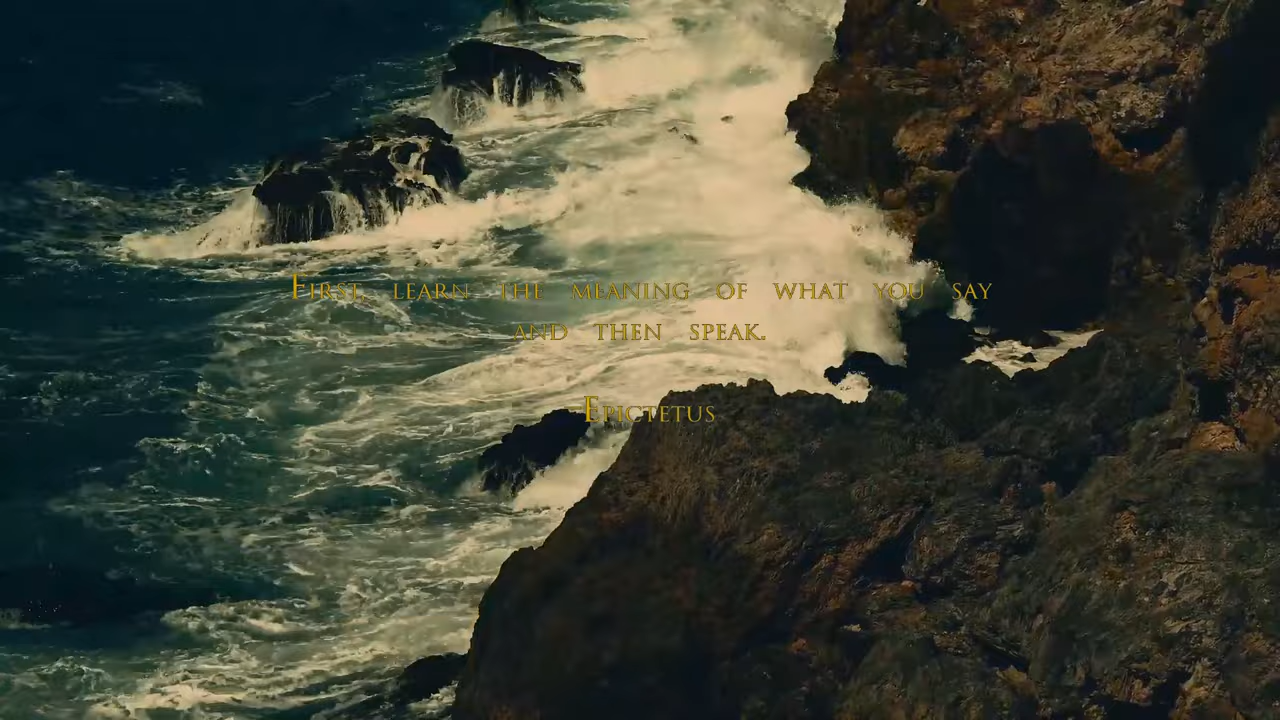 First, learn the meaning of what you say
and then speak.
Epictetus